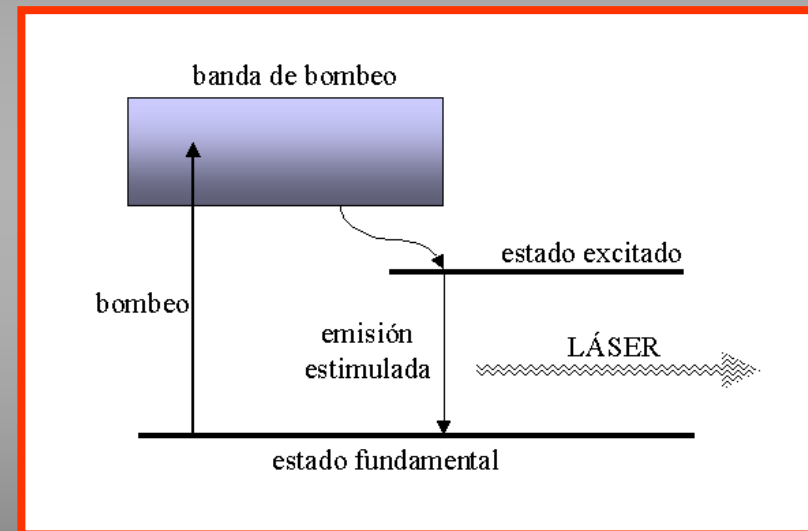 banda de bombeo
estado excitado
bombeo
emisión
estimulada
LÁSER
estado fundamental